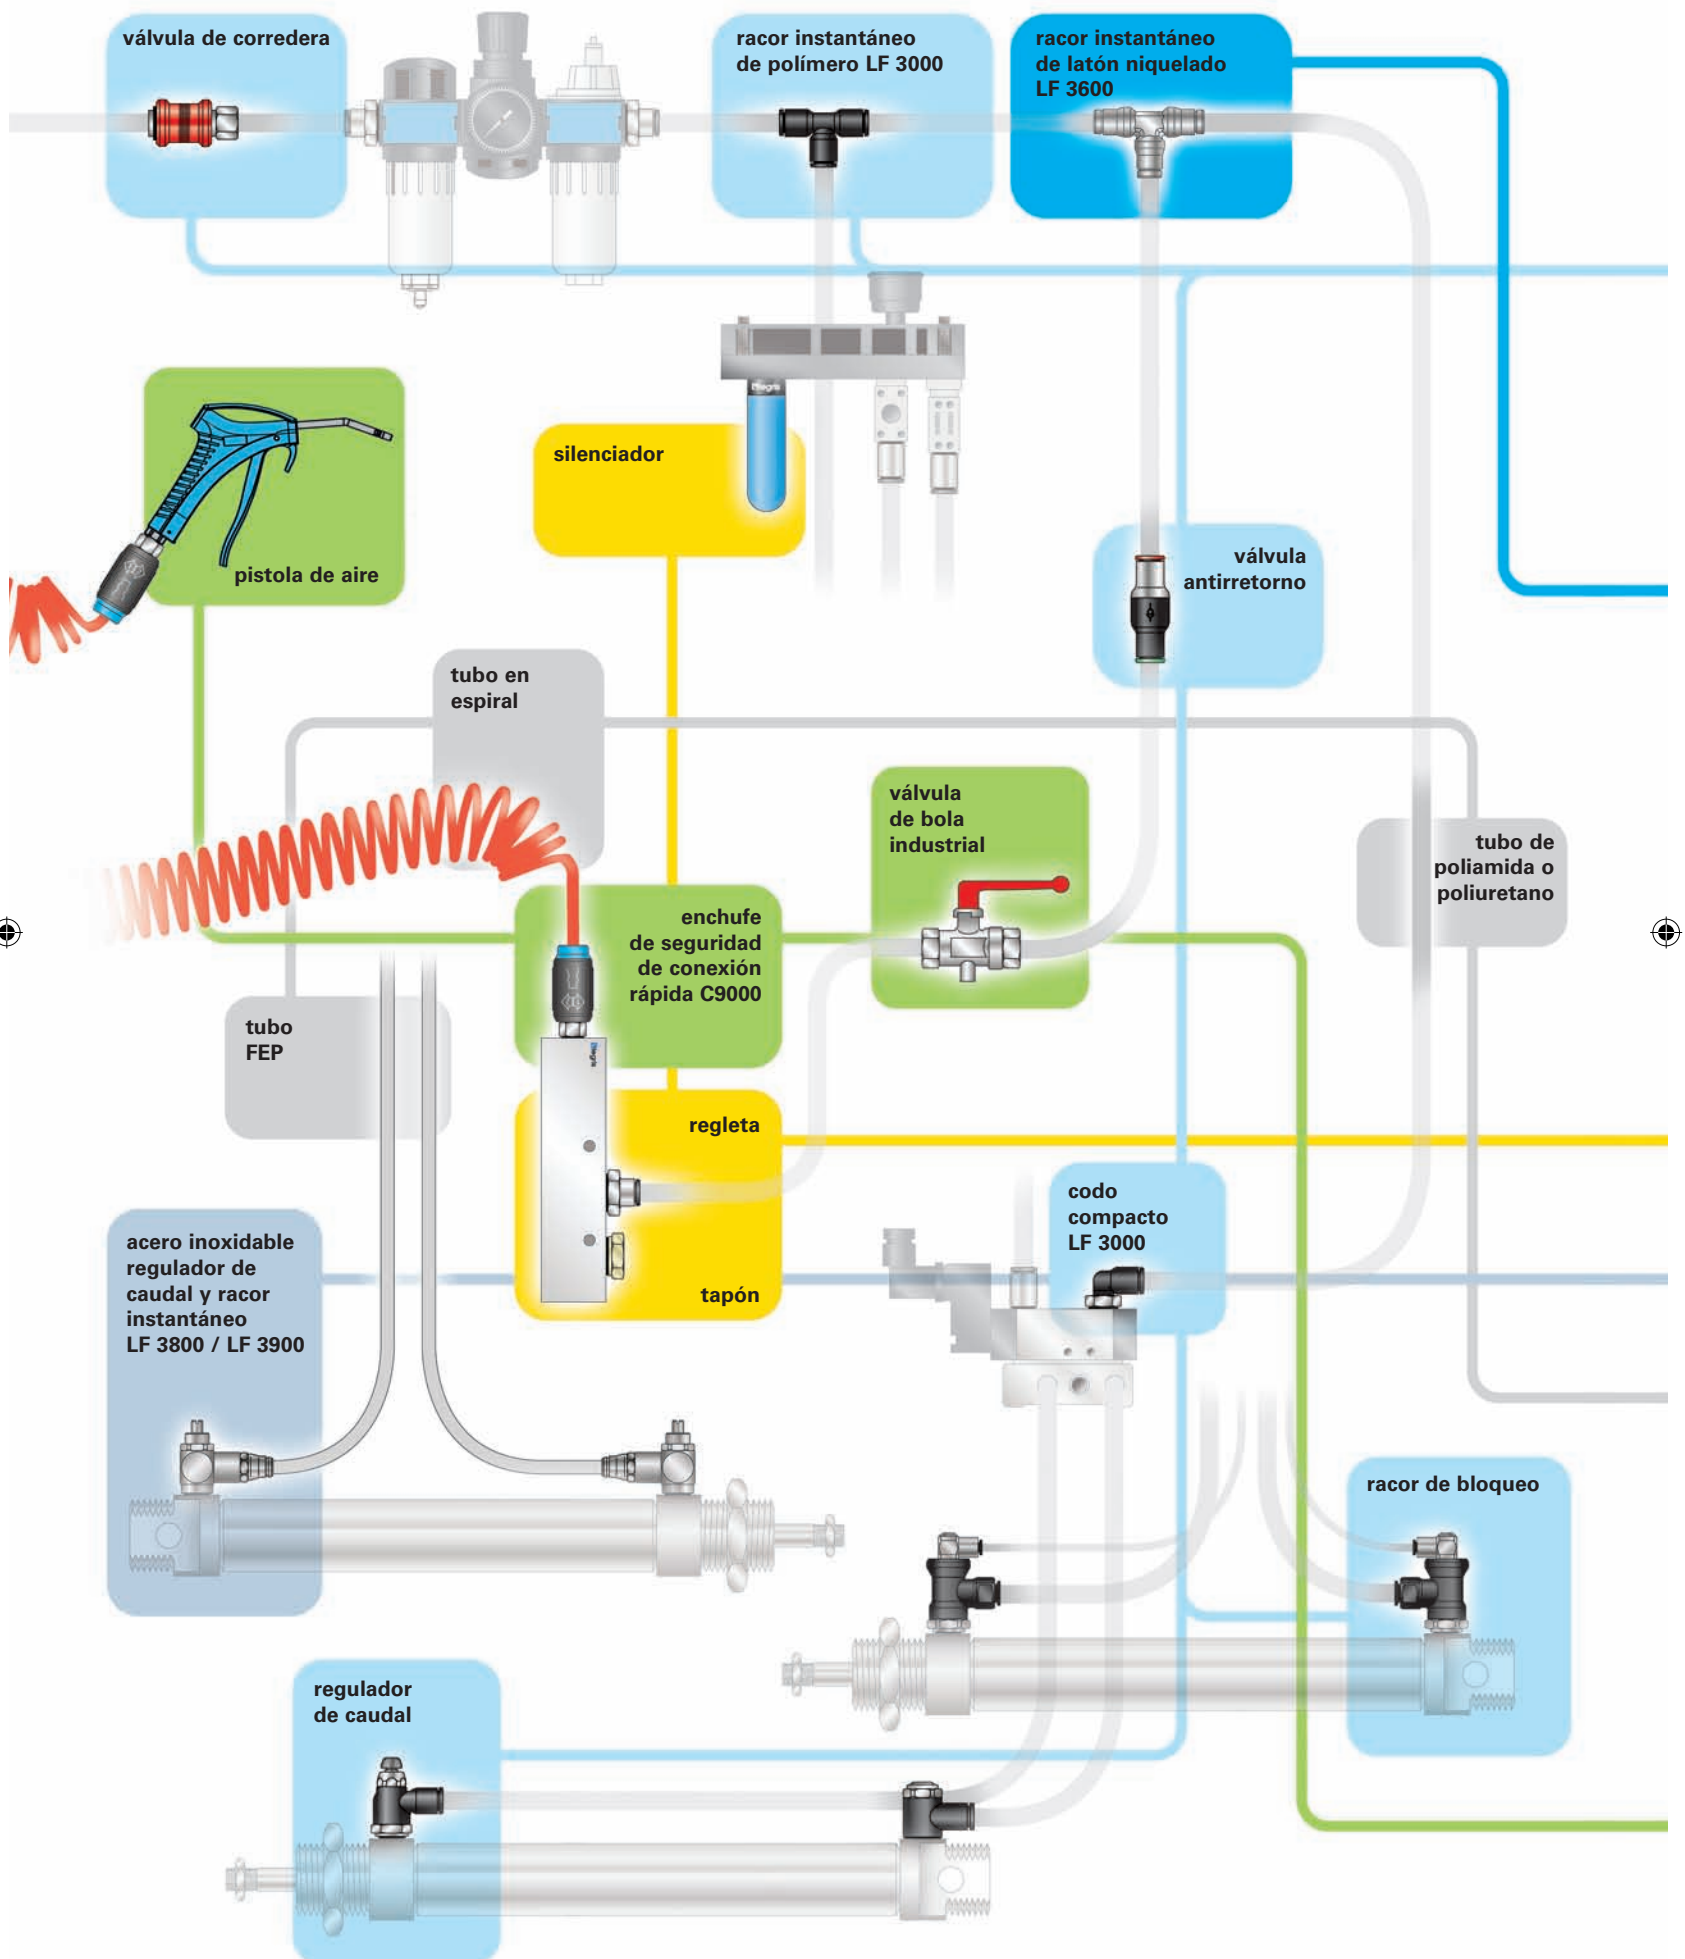 válvula de corredera
racor instantáneo
de polímero LF 3000
racor instantáneo
de latón niquelado
LF 3600
legris
silenciador
pistola de aire
válvula
antirretorno
tubo en
espiral
válvula
de bola
industrial
tubo de
poliamida o
poliuretano
enchufe
de seguridad
de conexión
rápida C9000
tubo
FEP
legris
regleta
tapón
codo
compacto
LF 3000
acero inoxidable
regulador de
caudal y racor
instantáneo
LF 3800 / LF 3900
racor de bloqueo
regulador
de caudal